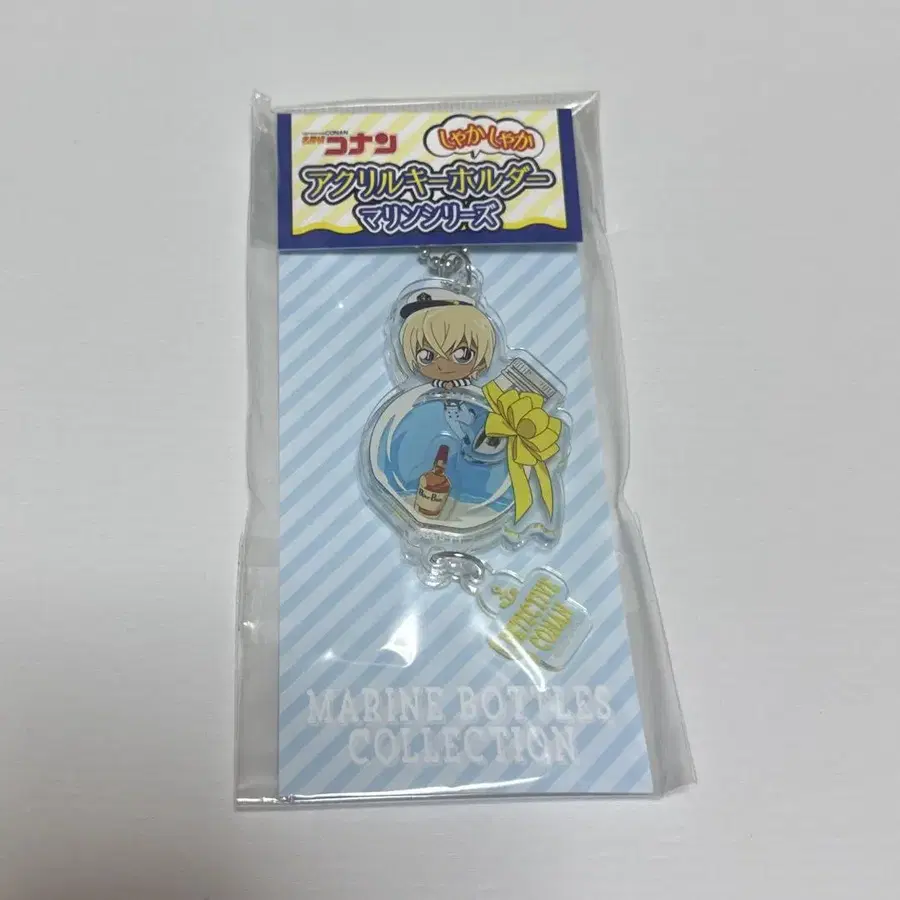 名探偵コナン
しゃかしゃか
アクリルキーホルダー
マリンシリーズ
DETECTIVE
CONAN
MARINE BOTTLES
COLLECTION